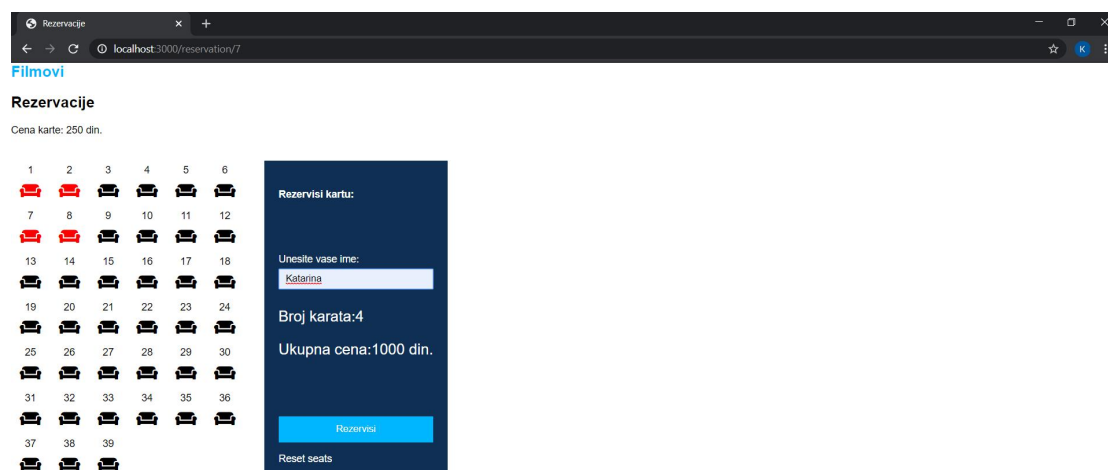 Rezervacije
localhost:3000/reservation/7
K
Filmovi
Rezervacije
Cena karte: 250 din.
1 2 3 4 5 6
7 8 9 10 11 12
13 14 15 16 17 18
19 20 21 22 23 24
25 26 27 28 29 30
31 32 33 34 35 36
37 38 39
Rezervisi kartu:
Unesite vase ime:
Katarina
Broj karata:4
Ukupna cena:1000 din.
Rezervisi
Reset seats